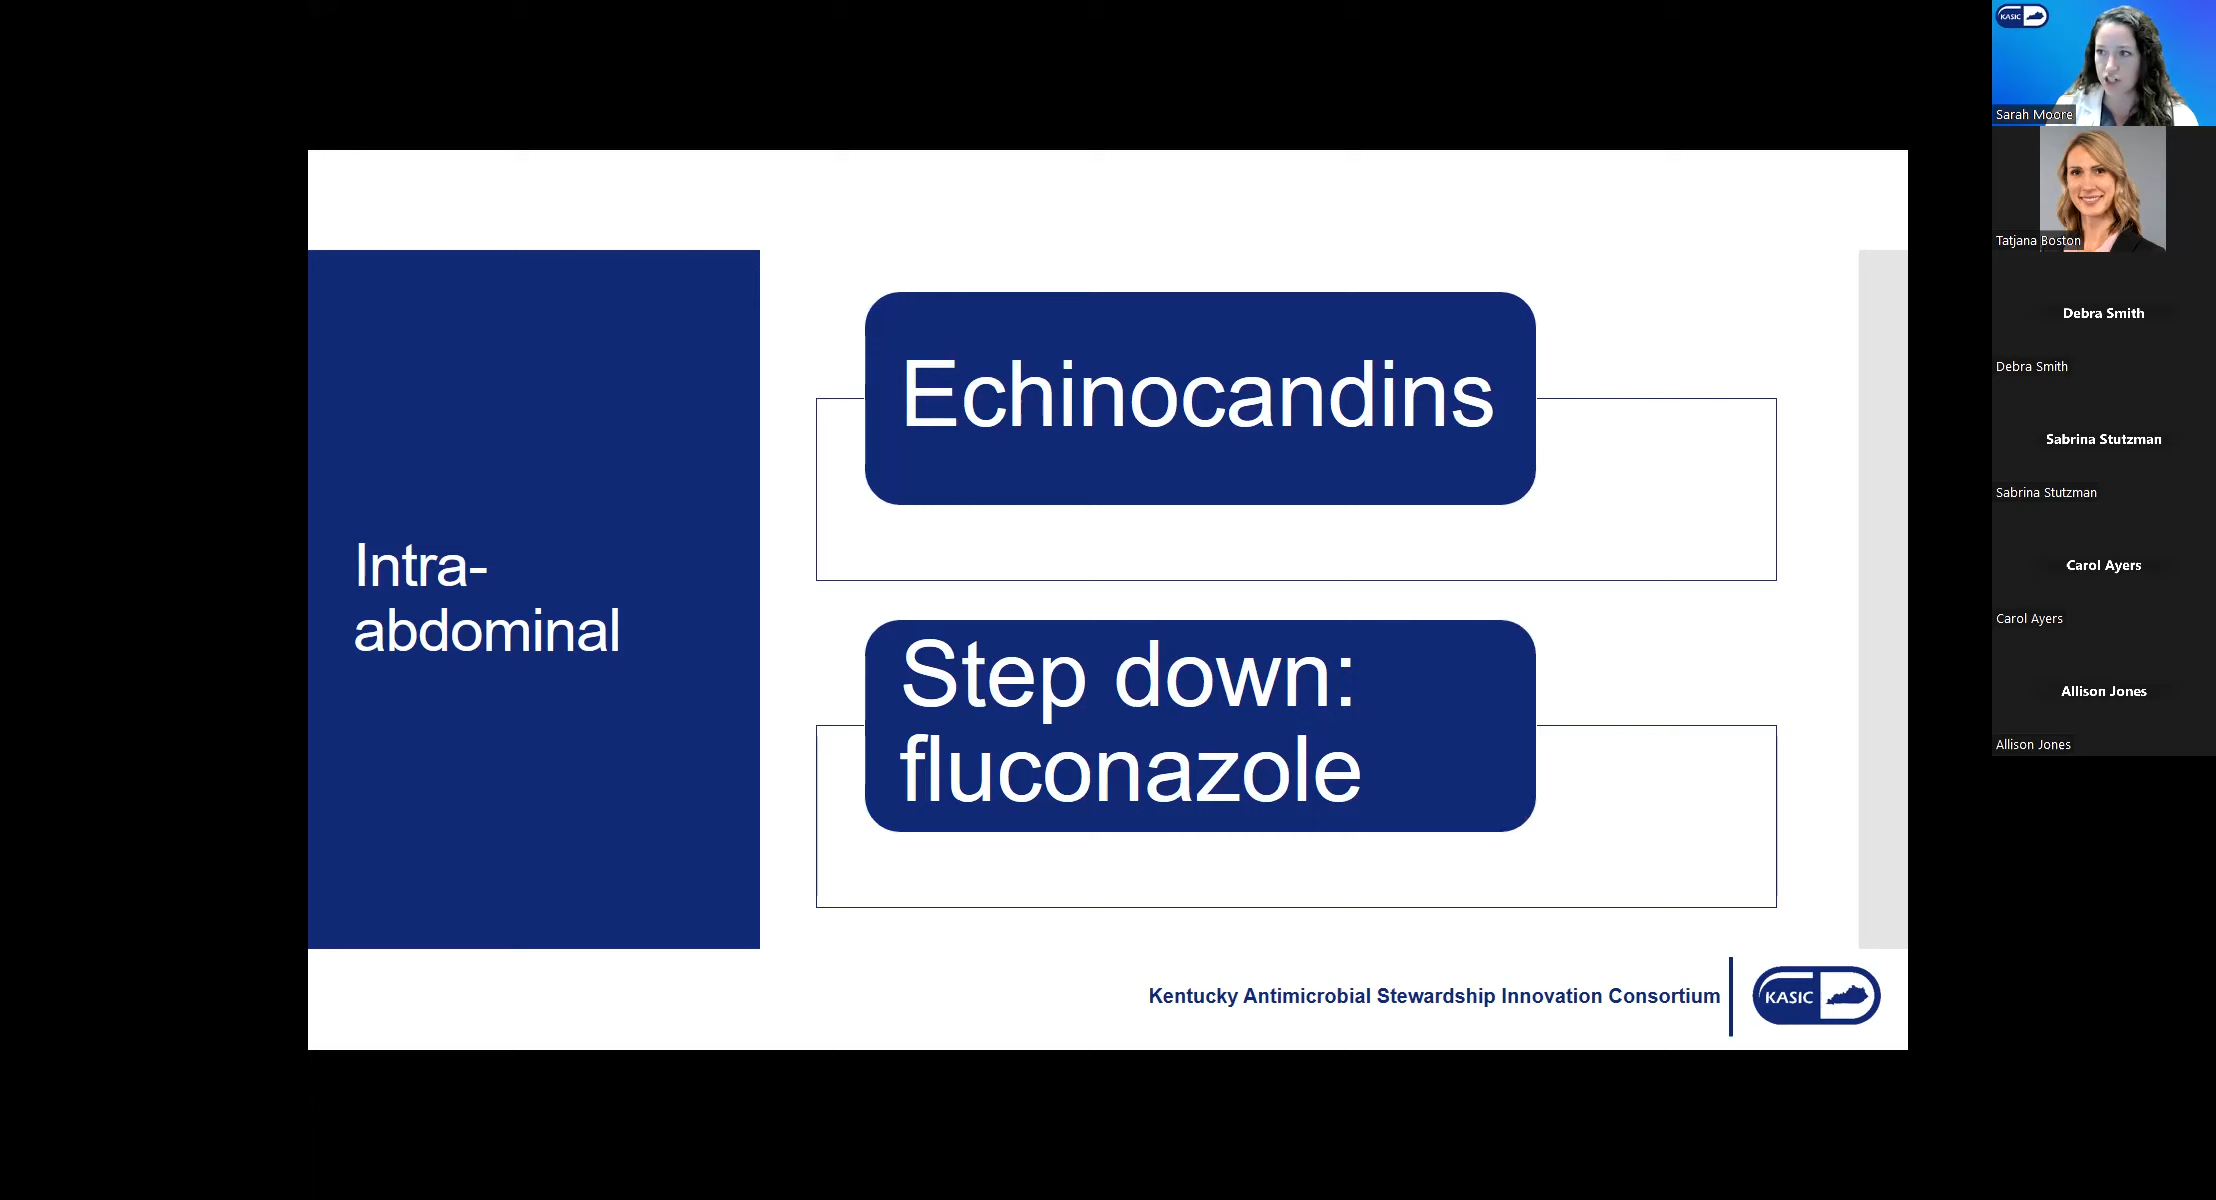 Intra-
abdominal
Echinocandins
Step down:
fluconazole
Kentucky Antimicrobial Stewardship Innovation Consortium
KASIC
KASIC
Sarah Moore
Tatjana Boston
Debra Smith
Debra Smith
Sabrina Stutzman
Sabrina Stutzman
Carol Ayers
Carol Ayers
Allison Jones
Allison Jones